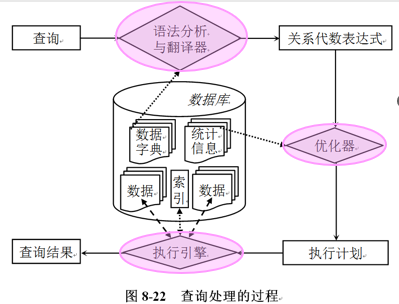 查询
语法分析
与翻译器
关系代数表达式
数据库
数据
字典
统计
信息
优化器
数据
索
引
数据
查询结果
执行引擎
执行计划
图 8-22 查询处理的过程